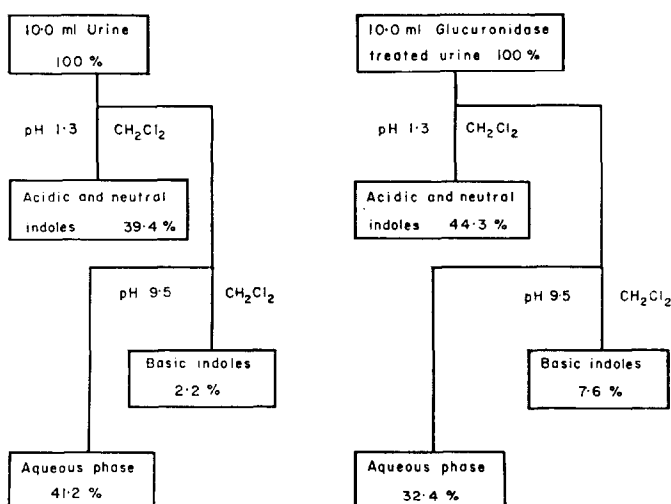 10·0 ml Urine
100 %
pH 1·3 CH₂Cl₂
Acidic and neutral
indoles 39·4 %
pH 9·5 CH₂Cl₂
Basic indoles
2·2 %
Aqueous phase
41·2 %
10·0 ml Glucuronidase
treated urine 100 %
pH 1·3 CH₂Cl₂
Acidic and neutral
indoles 44·3 %
pH 9·5 CH₂Cl₂
Basic indoles
7·6 %
Aqueous phase
32·4 %